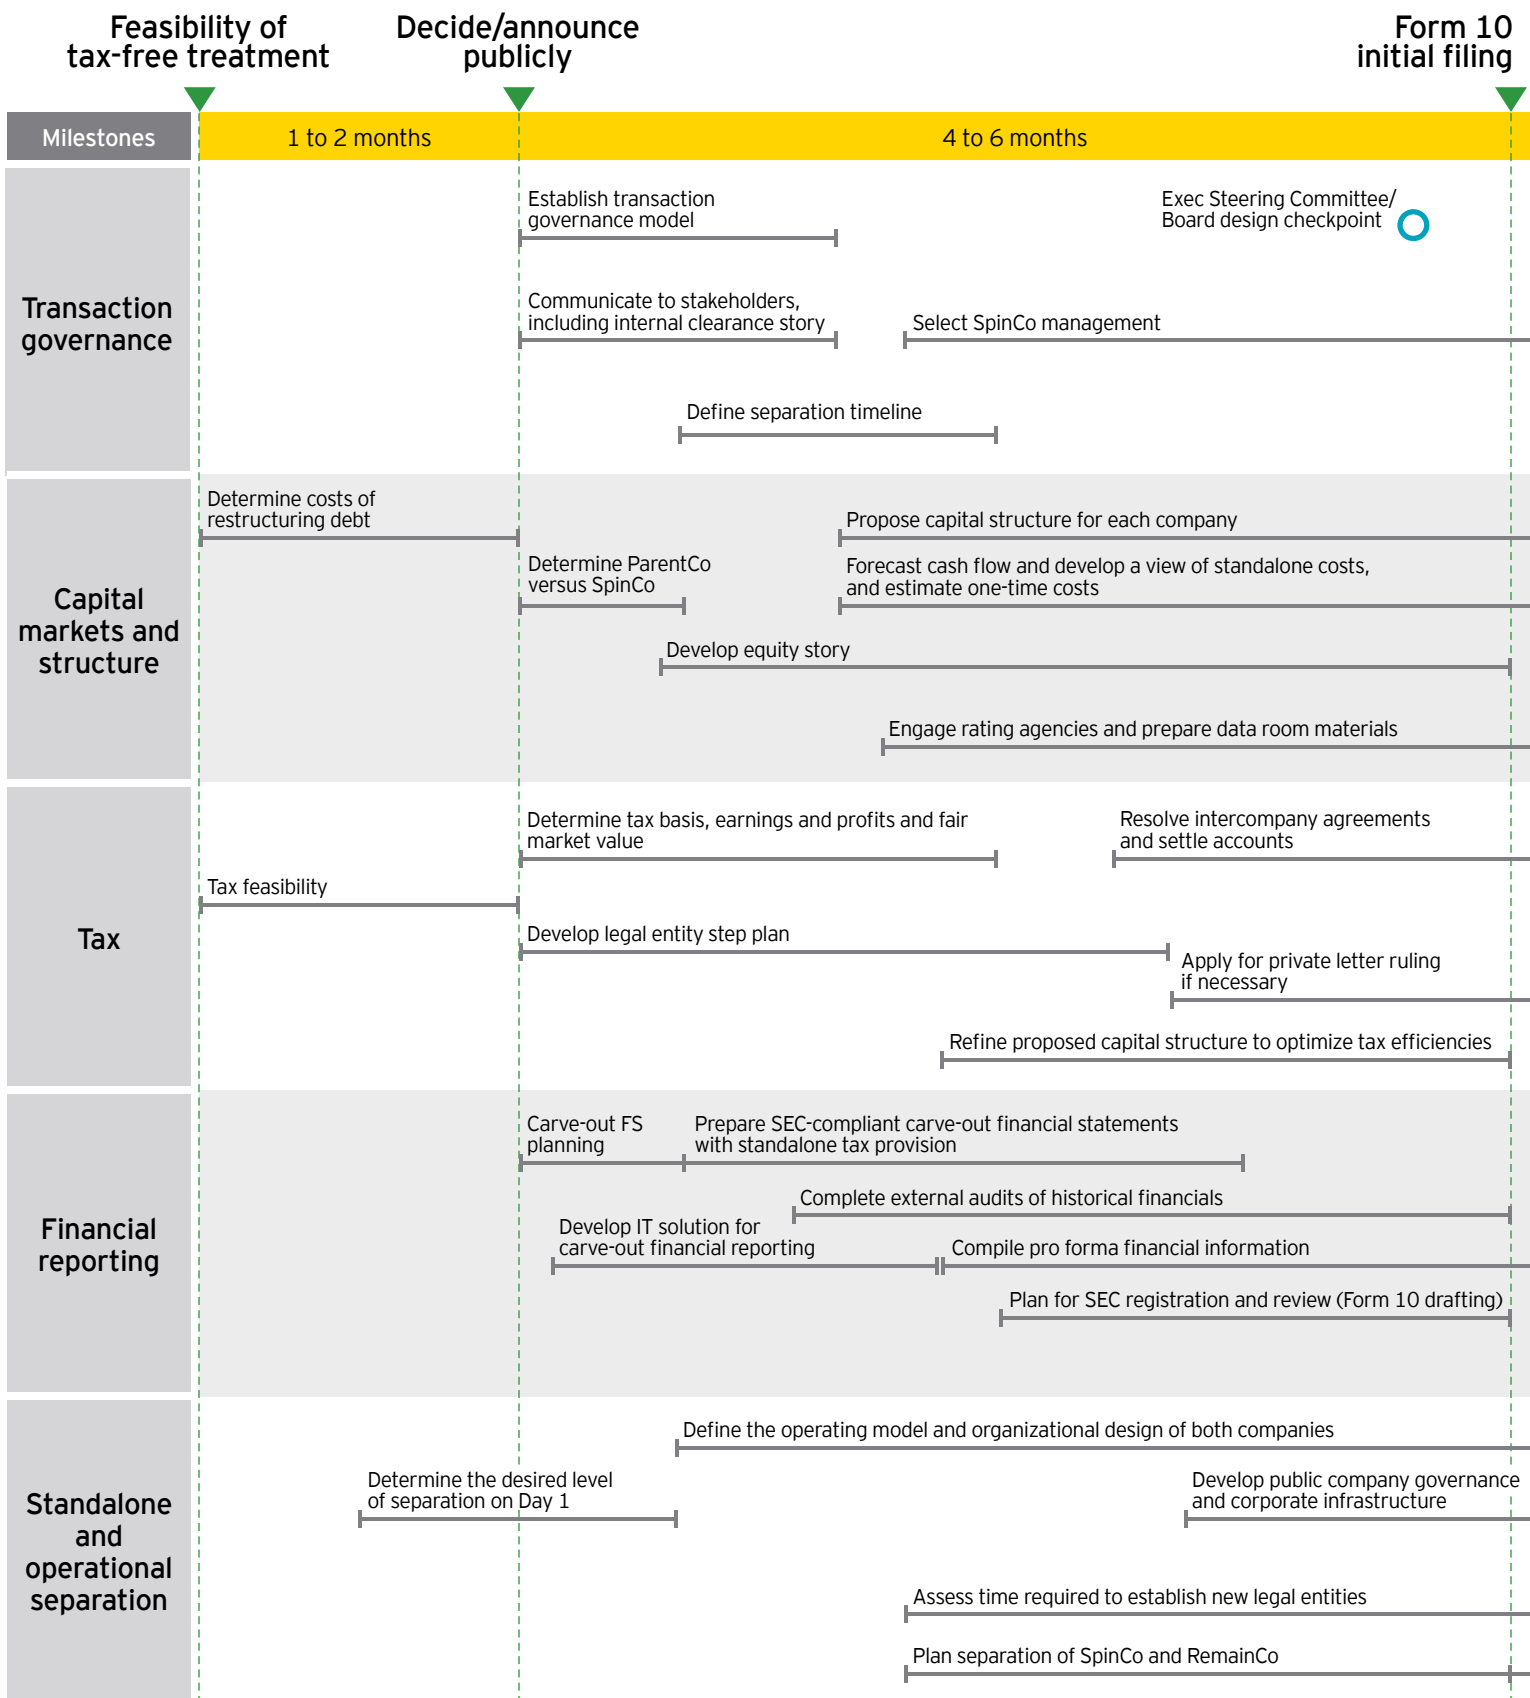 Feasibility of
tax-free treatment
Decide/announce
publicly
Form 10
initial filing
Milestones
1 to 2 months
4 to 6 months
Transaction
governance
Establish transaction
governance model
Exec Steering Committee/
Board design checkpoint
Communicate to stakeholders,
including internal clearance story
Select SpinCo management
Define separation timeline
Capital
markets and
structure
Determine costs of
restructuring debt
Propose capital structure for each company
Determine ParentCo
versus SpinCo
Forecast cash flow and develop a view of standalone costs,
and estimate one-time costs
Develop equity story
Engage rating agencies and prepare data room materials
Tax
Determine tax basis, earnings and profits and fair
market value
Resolve intercompany agreements
and settle accounts
Tax feasibility
Develop legal entity step plan
Apply for private letter ruling
if necessary
Refine proposed capital structure to optimize tax efficiencies
Financial
reporting
Carve-out FS
planning
Prepare SEC-compliant carve-out financial statements
with standalone tax provision
Complete external audits of historical financials
Develop IT solution for
carve-out financial reporting
Compile pro forma financial information
Plan for SEC registration and review (Form 10 drafting)
Standalone
and
operational
separation
Define the operating model and organizational design of both companies
Determine the desired level
of separation on Day 1
Develop public company governance
and corporate infrastructure
Assess time required to establish new legal entities
Plan separation of SpinCo and RemainCo